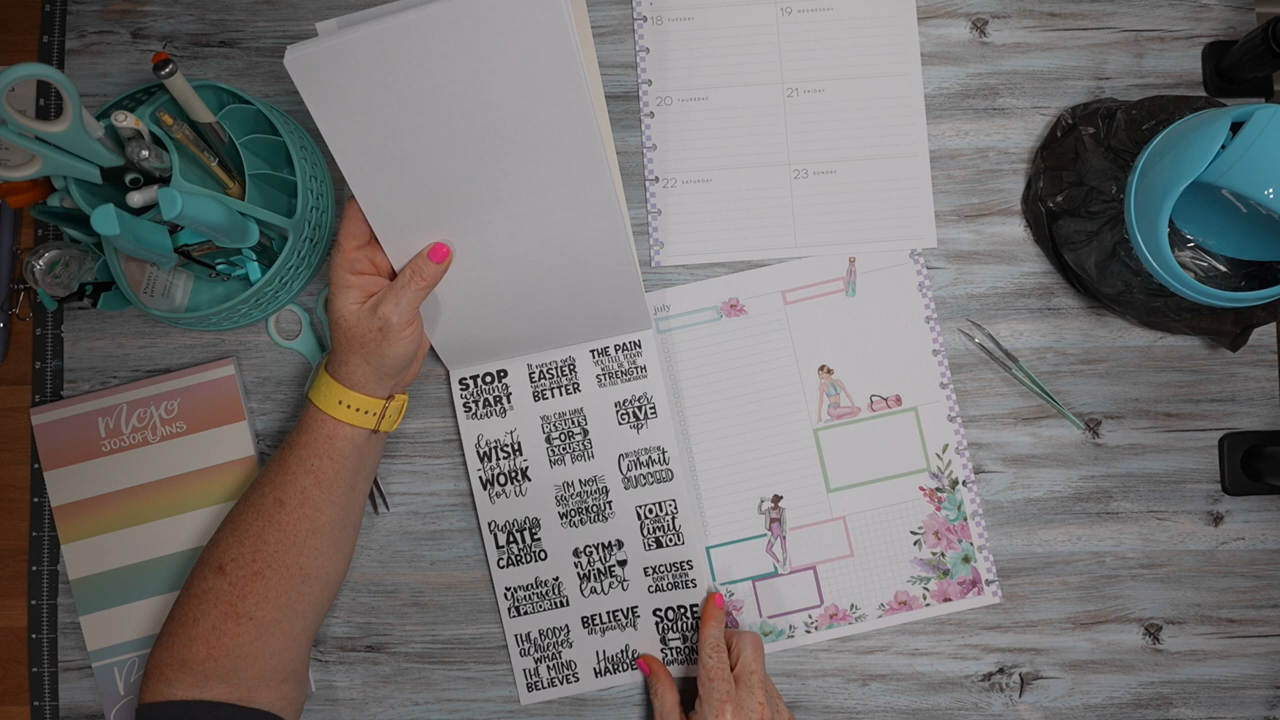 18 TUESDAY
19 WEDNESDAY
20 THURSDAY
21 FRIDAY
22 SATURDAY
23 SUNDAY
july
mojo
JOJOPLANS
STOP
wishing
START
doing
It never gets
EASIER
you just get
BETTER
THE PAIN
YOU FEEL TODAY
WILL BE THE
STRENGTH
YOU FEEL TOMORROW
don't
WISH
for it
WORK
for it
YOU CAN HAVE
RESULTS
OR
EXCUSES
NOT BOTH
never
GIVE
up!
DECIDE
Commit
SUCCEED
I'M NOT
swearing
I'M USING MY
WORKOUT
words
Running
LATE
IS MY
CARDIO
YOUR
ONLY
limit
IS YOU
GYM
now
WINE
later
EXCUSES
DON'T BURN
CALORIES
make
yourself
A PRIORITY
BELIEVE
in yourself
SORE
today
STRONG
tomorrow
THE BODY
achieves
WHAT
THE MIND
BELIEVES
Hustle
HARDE